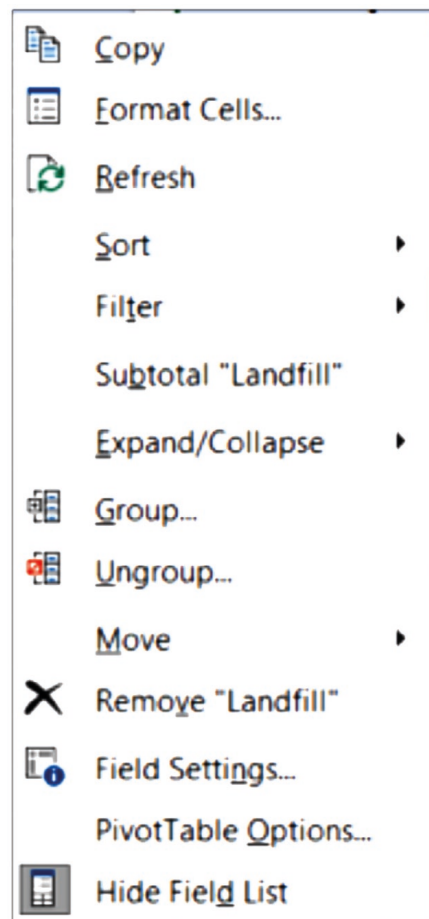 Copy
Format Cells...
Refresh
Sort
Filter
Subtotal "Landfill"
Expand/Collapse
Group...
Ungroup...
Move
Remove "Landfill"
Field Settings...
PivotTable Options...
Hide Field List